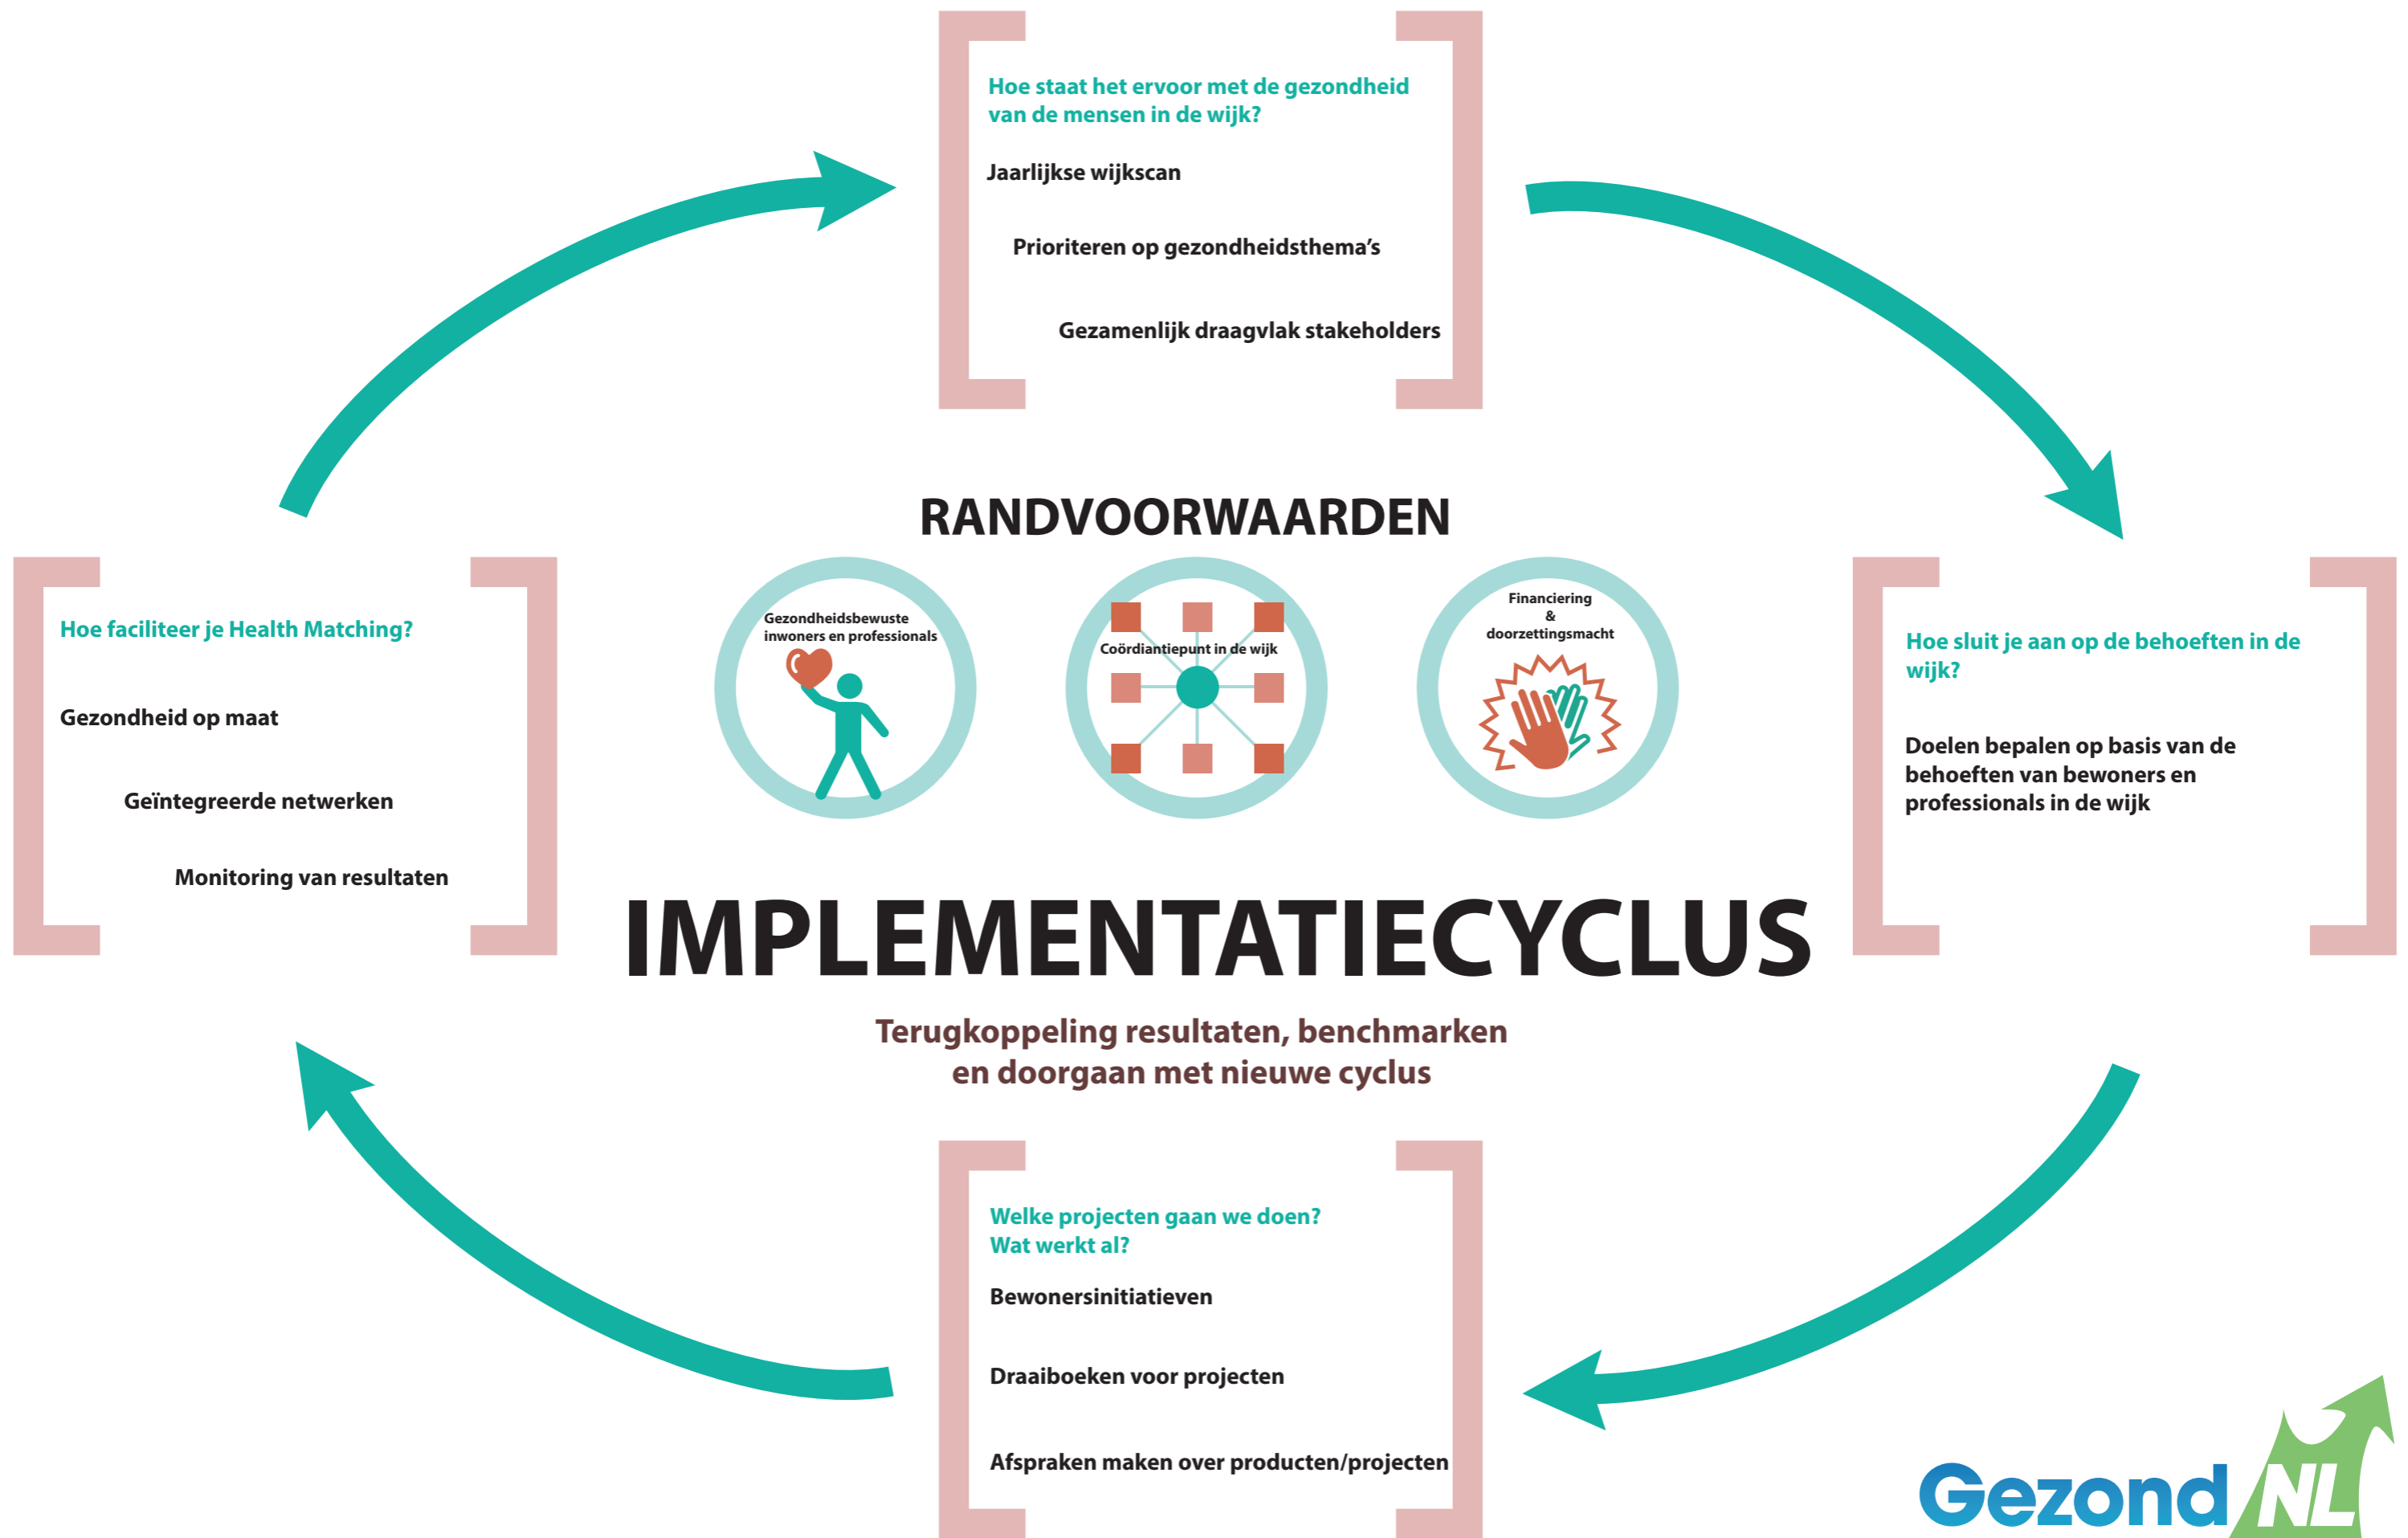 Hoe staat het ervoor met de gezondheid
van de mensen in de wijk?
Jaarlijkse wijkscan
Prioriteren op gezondheidsthema's
Gezamenlijk draagvlak stakeholders
RANDVOORWAARDEN
Gezondheidsbewuste
inwoners en professionals
Coördiantiepunt in de wijk
Financiering
&
doorzettingsmacht
Hoe faciliteer je Health Matching?
Gezondheid op maat
Geïntegreerde netwerken
Monitoring van resultaten
Hoe sluit je aan op de behoeften in de
wijk?
Doelen bepalen op basis van de
behoeften van bewoners en
professionals in de wijk
IMPLEMENTATIECYCLUS
Terugkoppeling resultaten, benchmarken
en doorgaan met nieuwe cyclus
Welke projecten gaan we doen?
Wat werkt al?
Bewonersinitiatieven
Draaiboeken voor projecten
Afspraken maken over producten/projecten
Gezond NL